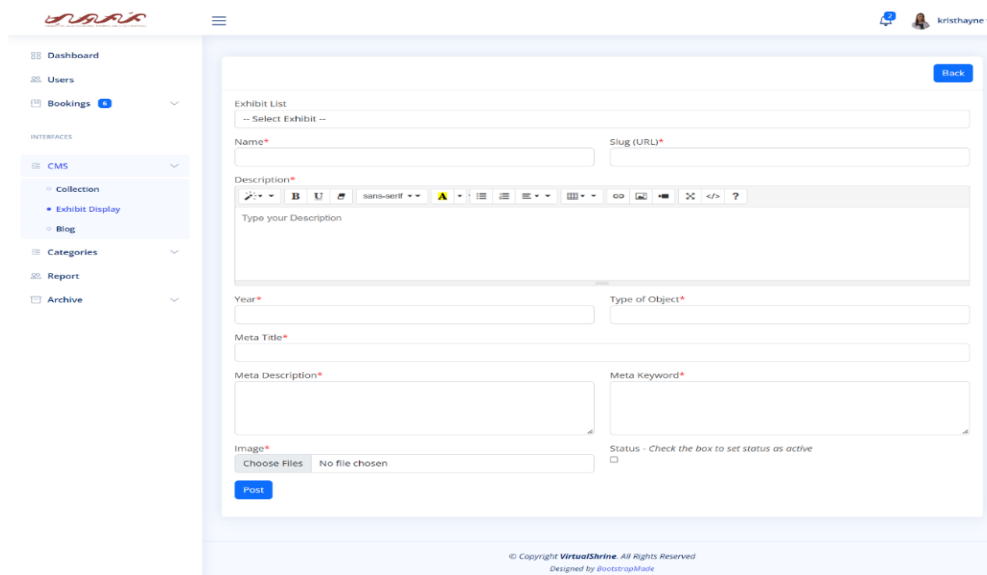 2
kristhayne
Dashboard
Users
Bookings 6
INTERFACES
CMS
Collection
Exhibit Display
Blog
Categories
Report
Archive
Back
Exhibit List
-- Select Exhibit --
Name* Slug (URL)*
Description*
B U sans-serif A </> ?
Type your Description
Year* Type of Object*
Meta Title*
Meta Description* Meta Keyword*
Image* Status - Check the box to set status as active
Choose Files No file chosen
Post
© Copyright VirtualShrine. All Rights Reserved
Designed by BootstrapMade